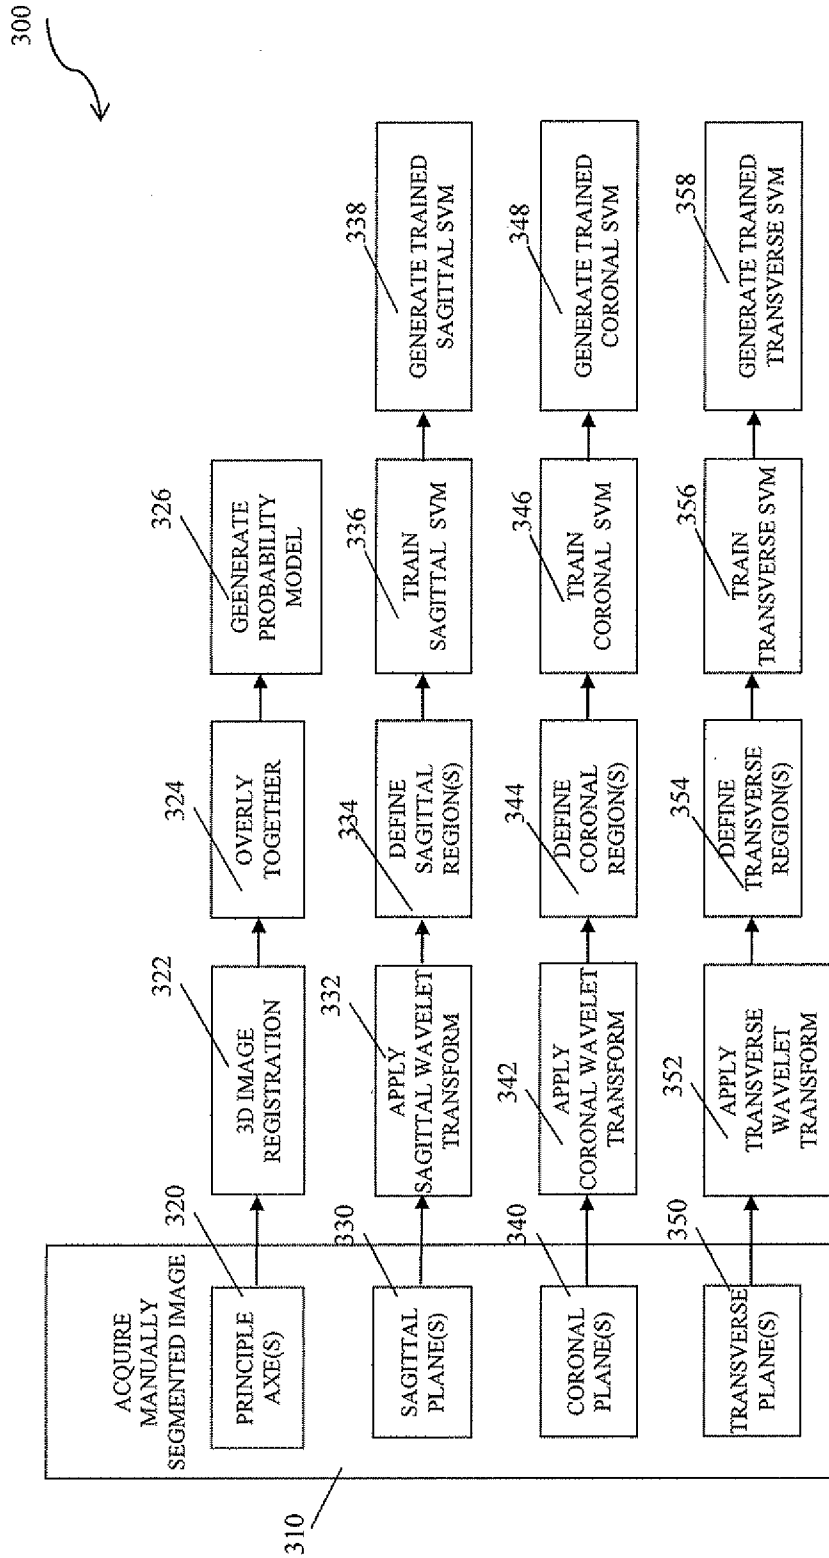 300
ACQUIRE
MANUALLY
SEGMENTED IMAGE
310
PRINCIPLE
AXE(S)
320
3D IMAGE
REGISTRATION
322
OVERLY
TOGETHER
324
GEENERATE
PROBABILITY
MODEL
326
SAGITTAL
PLANE(S)
330
APPLY
SAGITTAL WAVELET
TRANSFORM
332
DEFINE
SAGITTAL
REGION(S)
334
TRAIN
SAGITTAL SVM
336
GENERATE TRAINED
SAGITTAL SVM
338
CORONAL
PLANE(S)
340
APPLY
CORONAL WAVELET
TRANSFORM
342
DEFINE
CORONAL
REGION(S)
344
TRAIN
CORONAL SVM
346
GENERATE TRAINED
CORONAL SVM
348
TRANSVERSE
PLANE(S)
350
APPLY
TRANSVERSE
WAVELET
TRANSFORM
352
DEFINE
TRANSVERSE
REGION(S)
354
TRAIN
TRANSVERSE SVM
356
GENERATE TRAINED
TRANSVERSE SVM
358